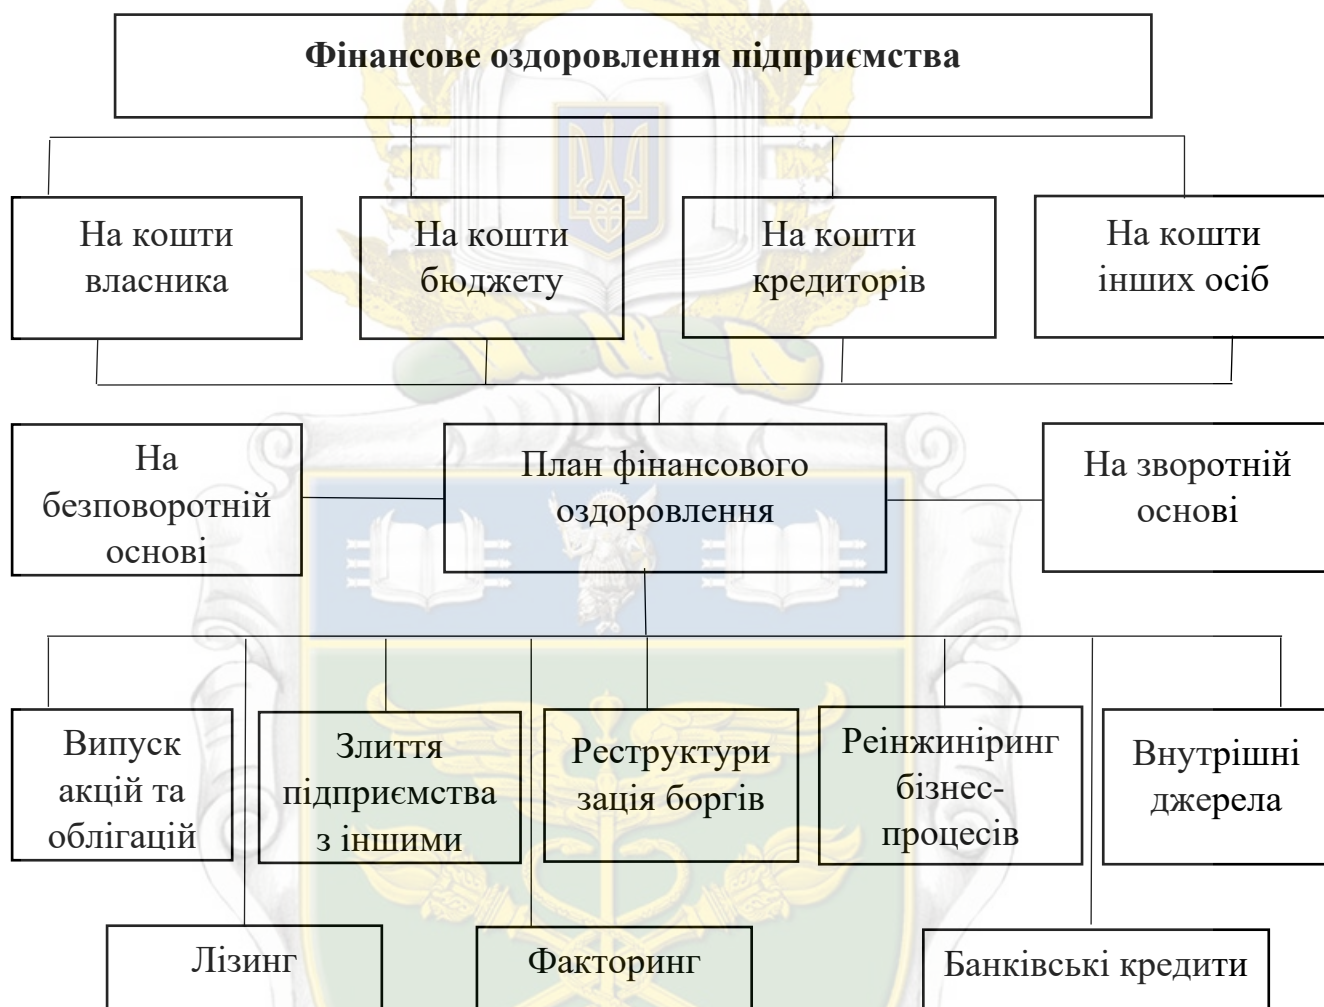 Фінансове оздоровлення підприємства
На кошти
власника
На кошти
бюджету
На кошти
кредиторів
На кошти
інших осіб
На
безповоротній
основі
План фінансового
оздоровлення
На зворотній
основі
Випуск
акцій та
облігацій
Злиття
підприємства
з іншими
Реструктури
зація боргів
Реінжиніринг
бізнес-
процесів
Внутрішні
джерела
Лізинг
Факторинг
Банківські кредити